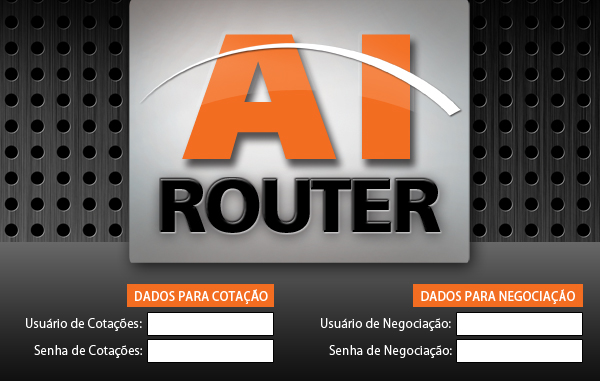 AI
ROUTER
DADOS PARA COTAÇÃO
DADOS PARA NEGOCIAÇÃO
Usuário de Cotações:
Usuário de Negociação:
Senha de Cotações:
Senha de Negociação: